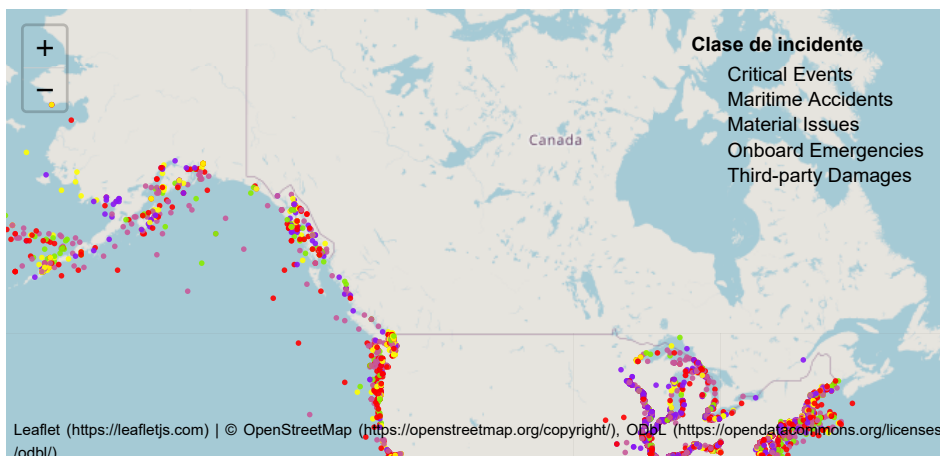 +
−
Clase de incidente
Critical Events
Maritime Accidents
Material Issues
Onboard Emergencies
Third-party Damages
Canada
Leaflet (https://leafletjs.com) | © OpenStreetMap (https://openstreetmap.org/copyright/), ODbL (https://opendatacommons.org/licenses
/odbl/)